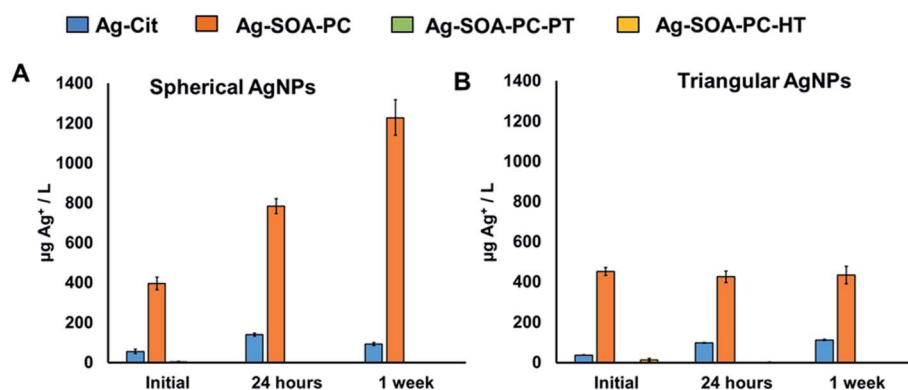 Ag-Cit Ag-SOA-PC Ag-SOA-PC-PT Ag-SOA-PC-HT
A
Spherical AgNPs
µg Ag⁺ / L
1400
1200
1000
800
600
400
200
0
Initial 24 hours 1 week
B
Triangular AgNPs
µg Ag⁺ / L
1400
1200
1000
800
600
400
200
0
Initial 24 hours 1 week